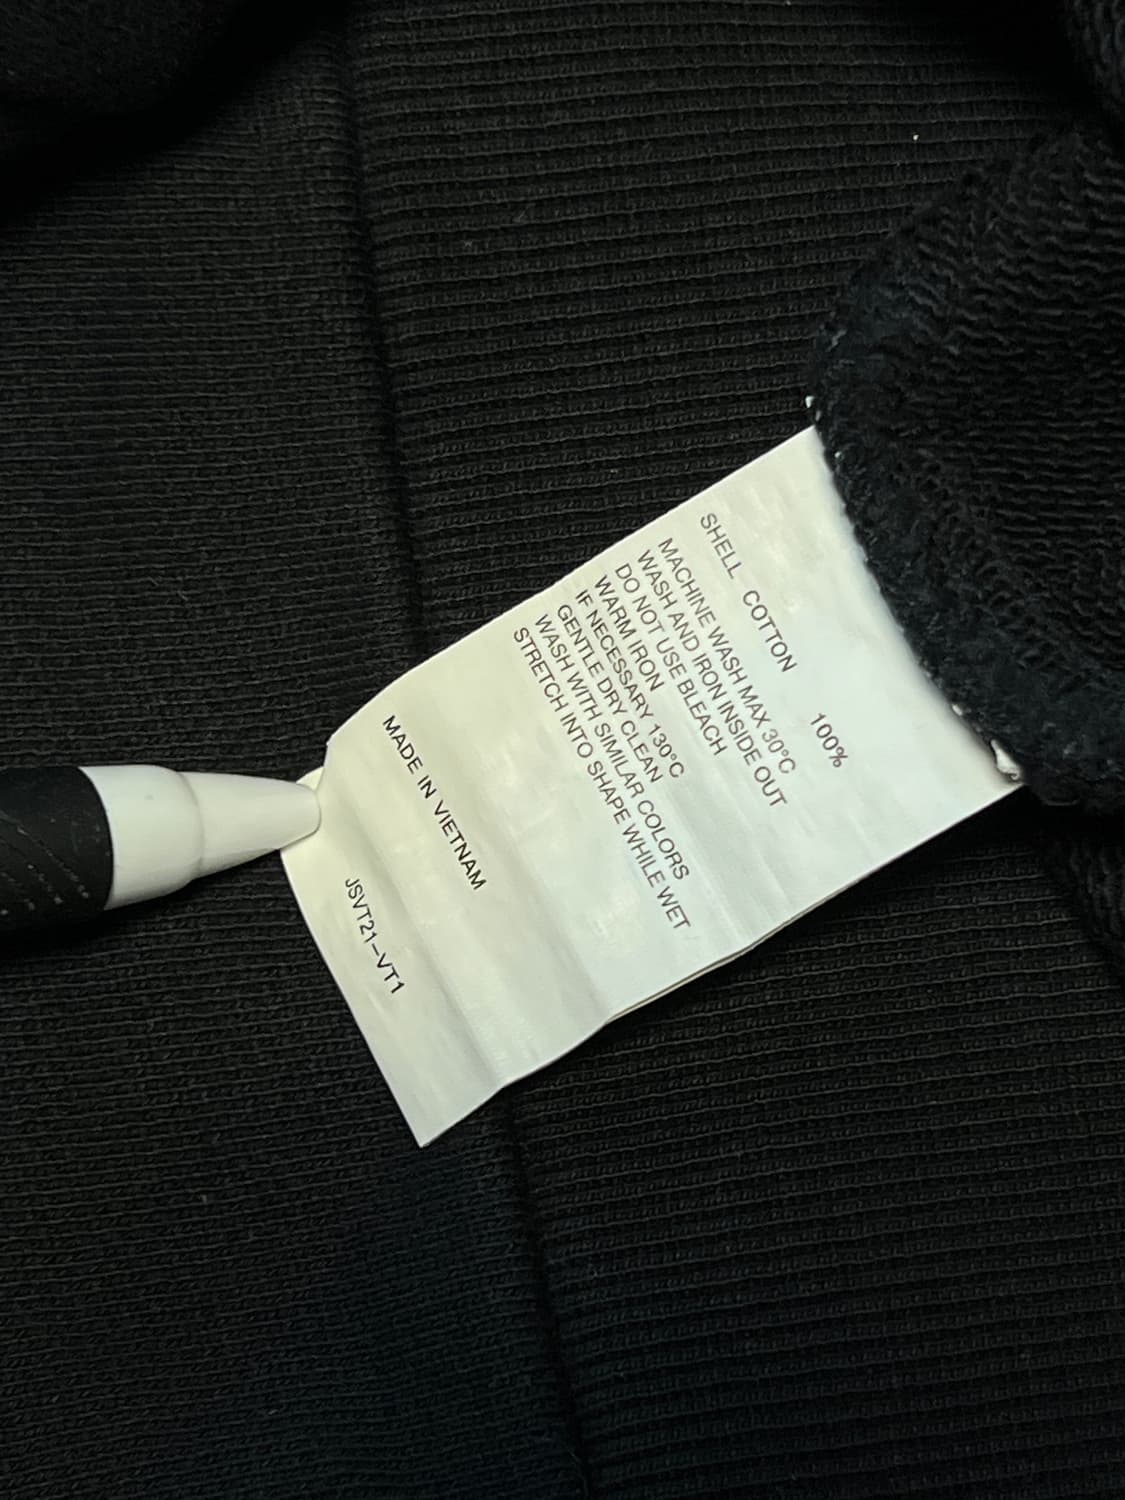 SHELL COTTON 100%
MACHINE WASH MAX 30°C
WASH AND IRON INSIDE OUT
DO NOT USE BLEACH
WARM IRON
IF NECESSARY 130°C
GENTLE DRY CLEAN
WASH WITH SIMILAR COLORS
STRETCH INTO SHAPE WHILE WET
MADE IN VIETNAM
JSVT21-VT1